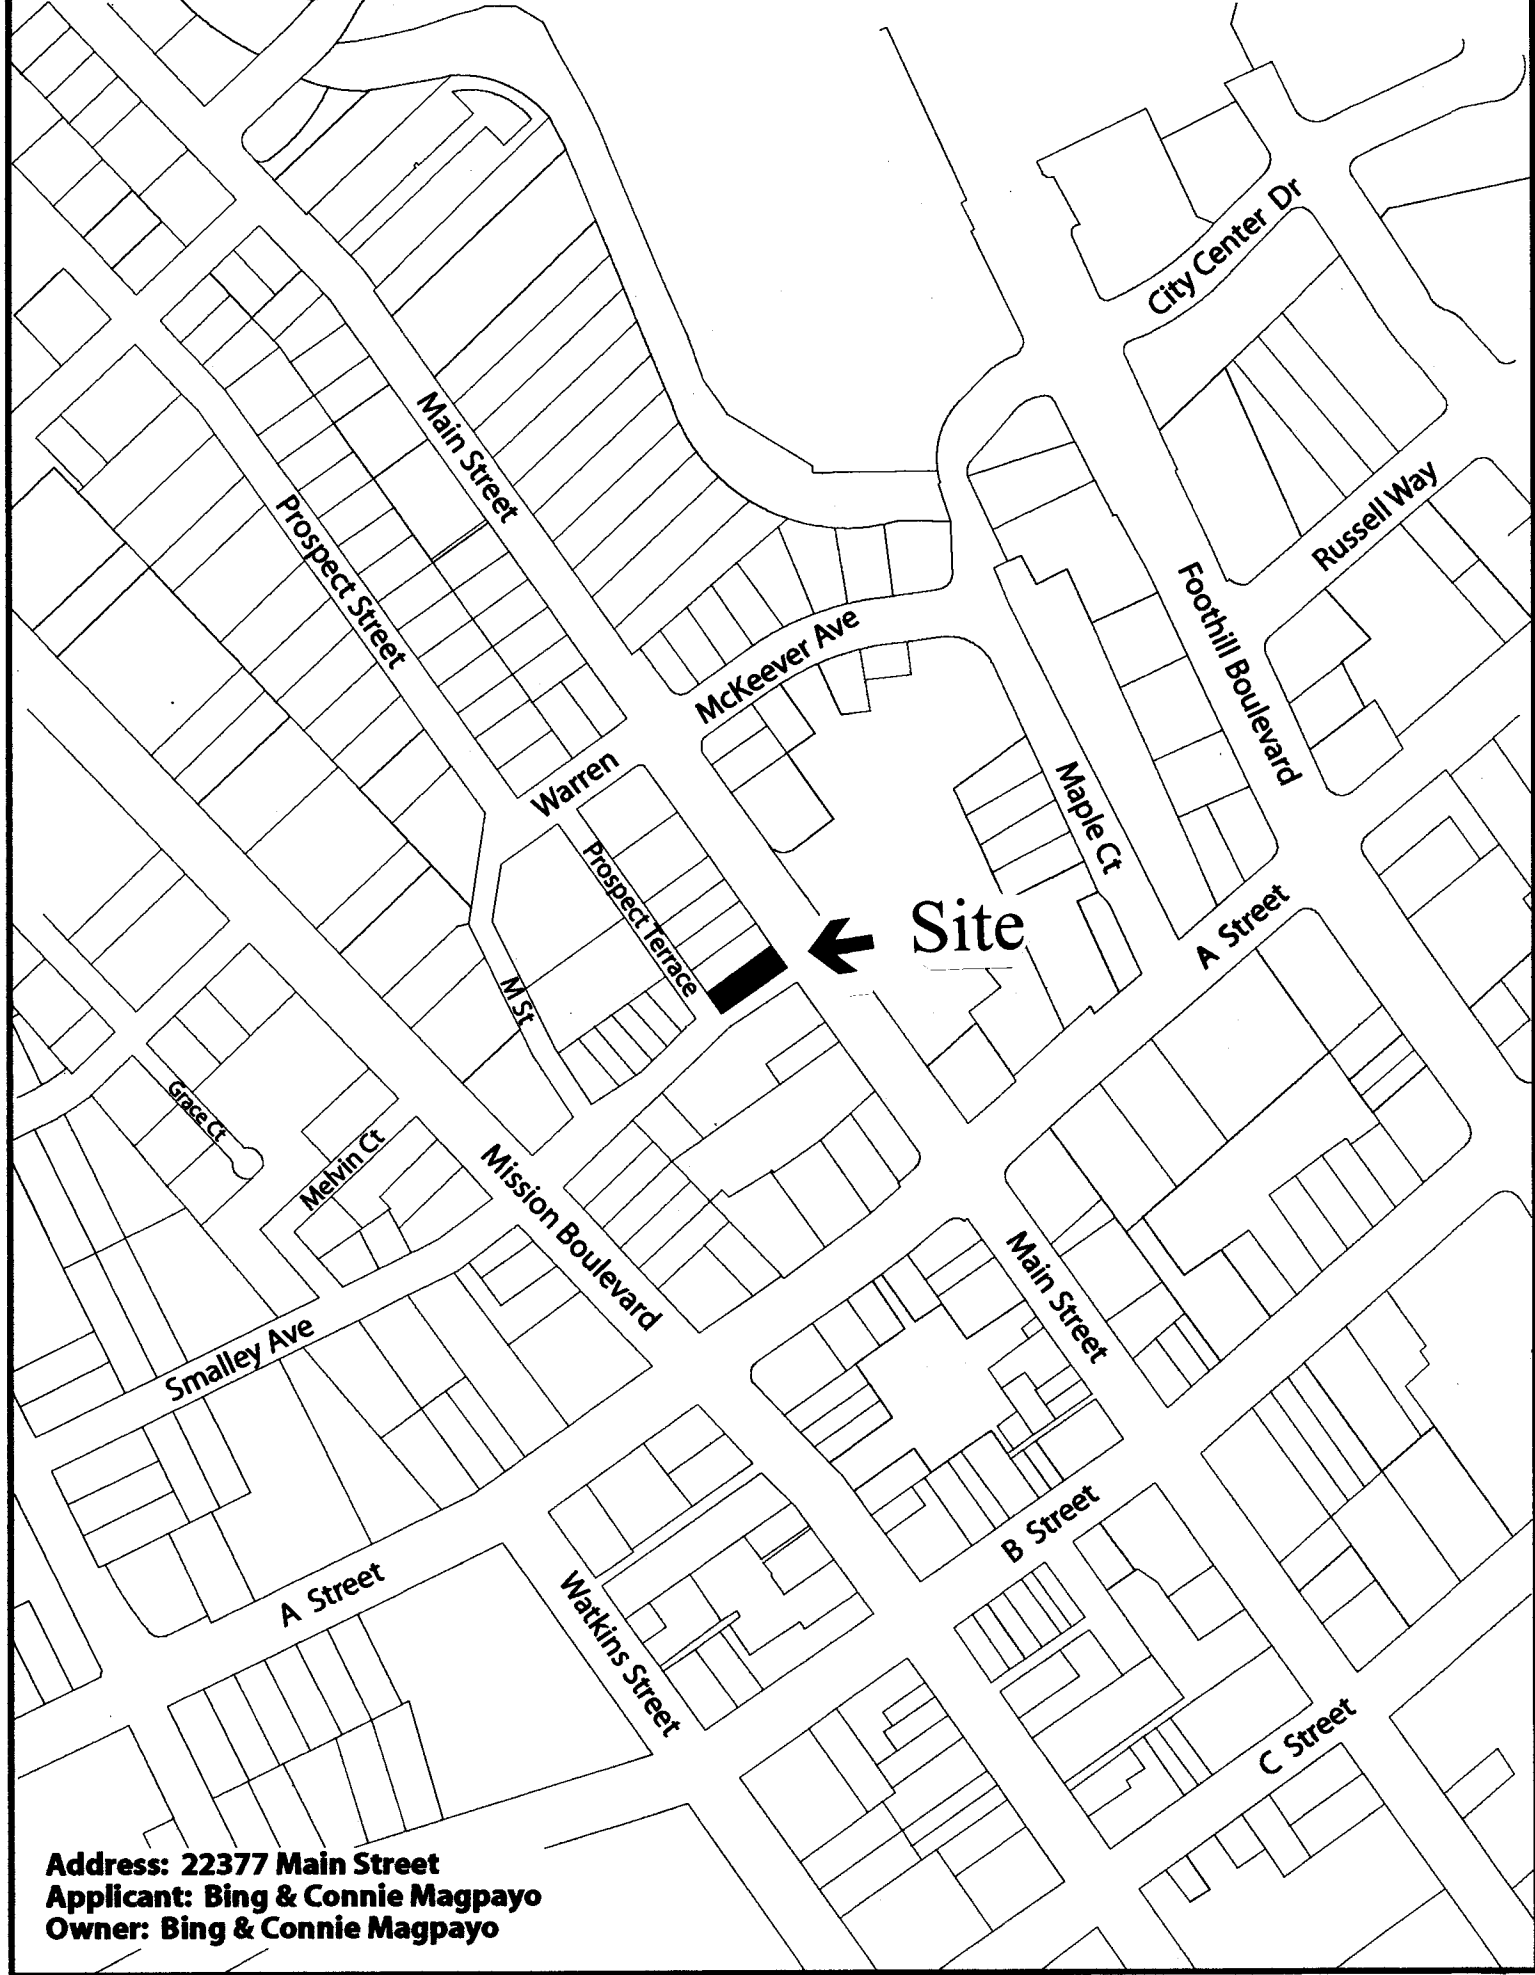 City Center Dr
Main Street
Prospect Street
Russell Way
Foothill Boulevard
McKeever Ave
Warren
Maple Ct
Prospect Terrace
Site
A Street
M St
Grace Ct
Melvin Ct
Mission Boulevard
Main Street
Smalley Ave
B Street
A Street
Watkins Street
C Street
Address: 22377 Main Street
Applicant: Bing & Connie Magpayo
Owner: Bing & Connie Magpayo